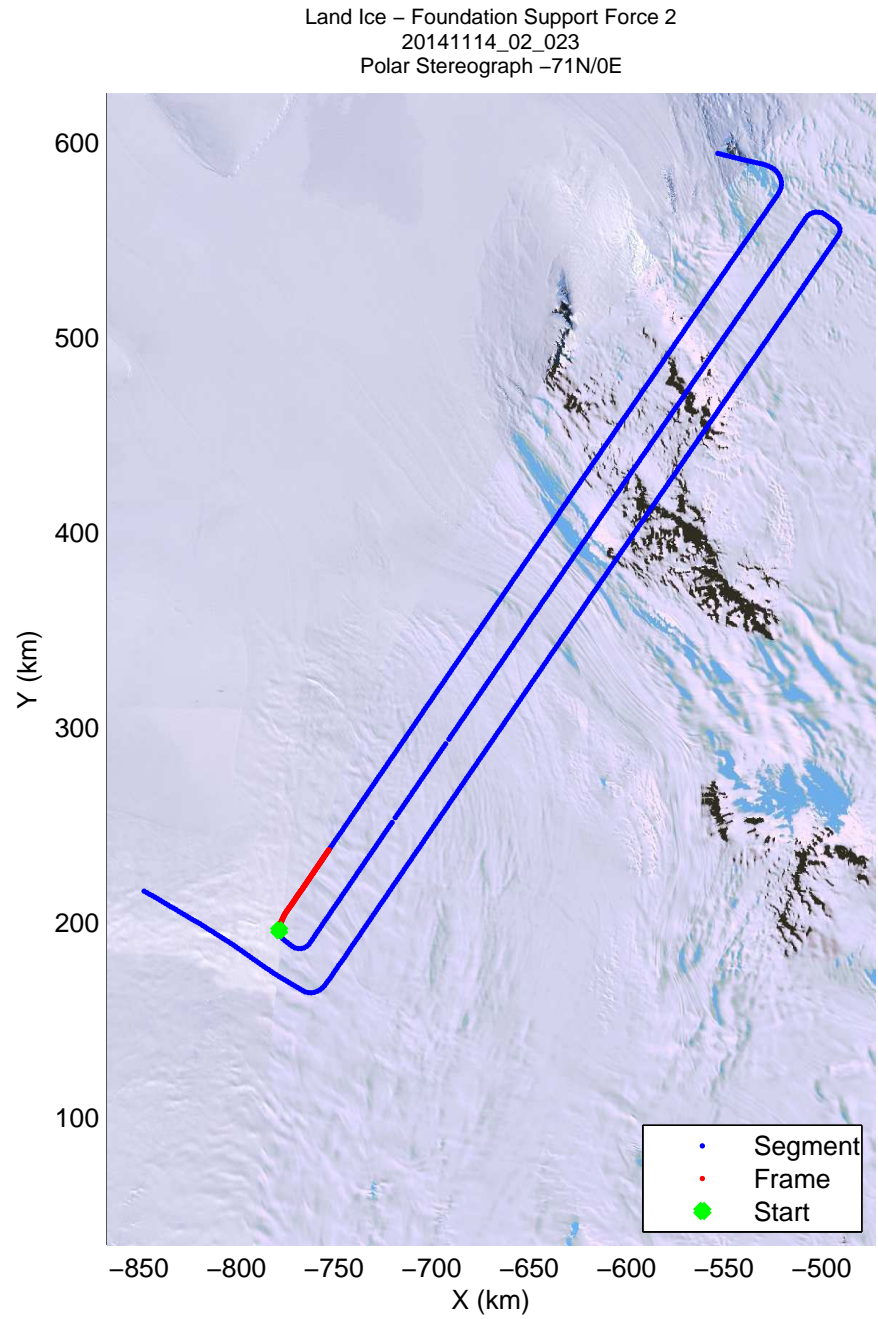 Land Ice − Foundation Support Force 2
20141114_02_023
Polar Stereograph −71N/0E
600
500
400
300
200
100
Y (km)
−850 −800 −750 −700 −650 −600 −550 −500
X (km)
Segment
Frame
Start